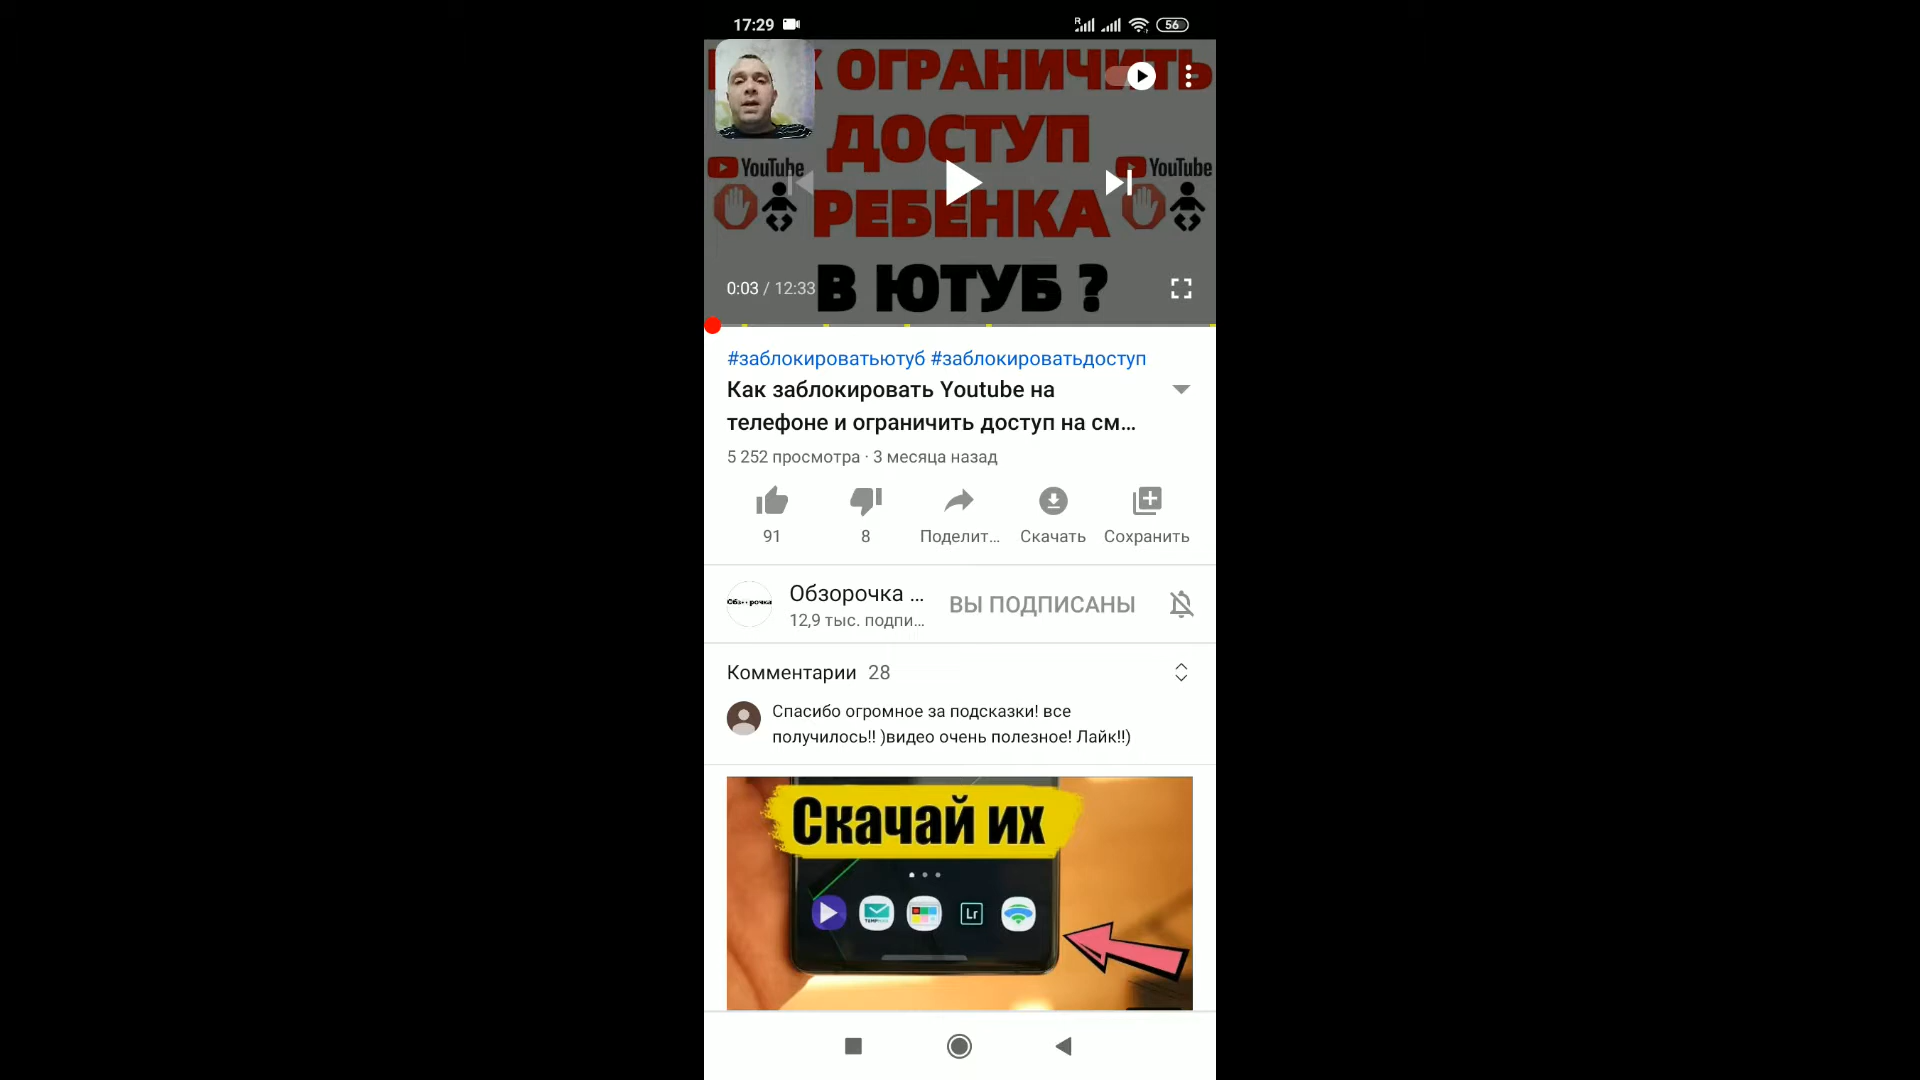 17:29
R
56
К ОГРАНИЧИТЬ
ДОСТУП
YouTube
YouTube
РЕБЕНКА
В ЮТУБ ?
0:03 / 12:33
#заблокироватьютуб #заблокироватьдоступ
Как заблокировать Youtube на
телефоне и ограничить доступ на см...
5 252 просмотра · 3 месяца назад
91
8
Поделит...
Скачать
Сохранить
Обзорочка ...
12,9 тыс. подпи...
ВЫ ПОДПИСАНЫ
Комментарии 28
Спасибо огромное за подсказки! все
получилось!! )видео очень полезное! Лайк!!)
Скачай их
TEMP
Lr